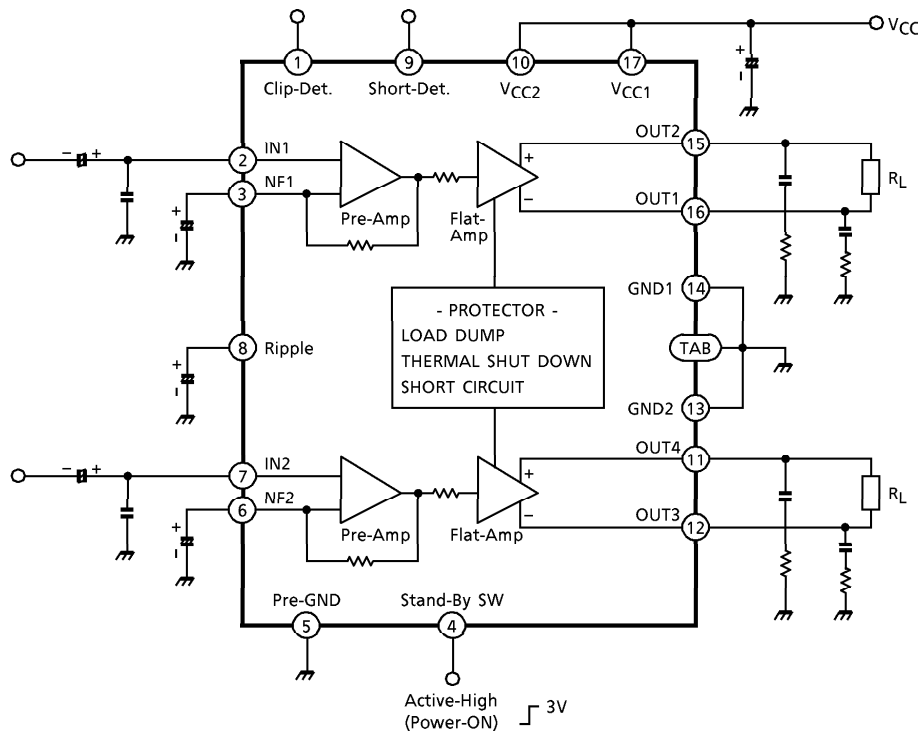 VCC
1
9
10
17
Clip-Det.
Short-Det.
VCC2
VCC1
OUT2
15
− +
2
IN1
+
RL
3
NF1
OUT1
16
−
+
-
Pre-Amp
Flat-
Amp
GND1
14
- PROTECTOR -
LOAD DUMP
THERMAL SHUT DOWN
SHORT CIRCUIT
8
Ripple
+
-
TAB
GND2
13
OUT4
11
− +
7
IN2
+
RL
6
NF2
OUT3
12
−
+
-
Pre-Amp
Flat-Amp
Pre-GND
Stand-By SW
5
4
Active-High
(Power-ON)
3V